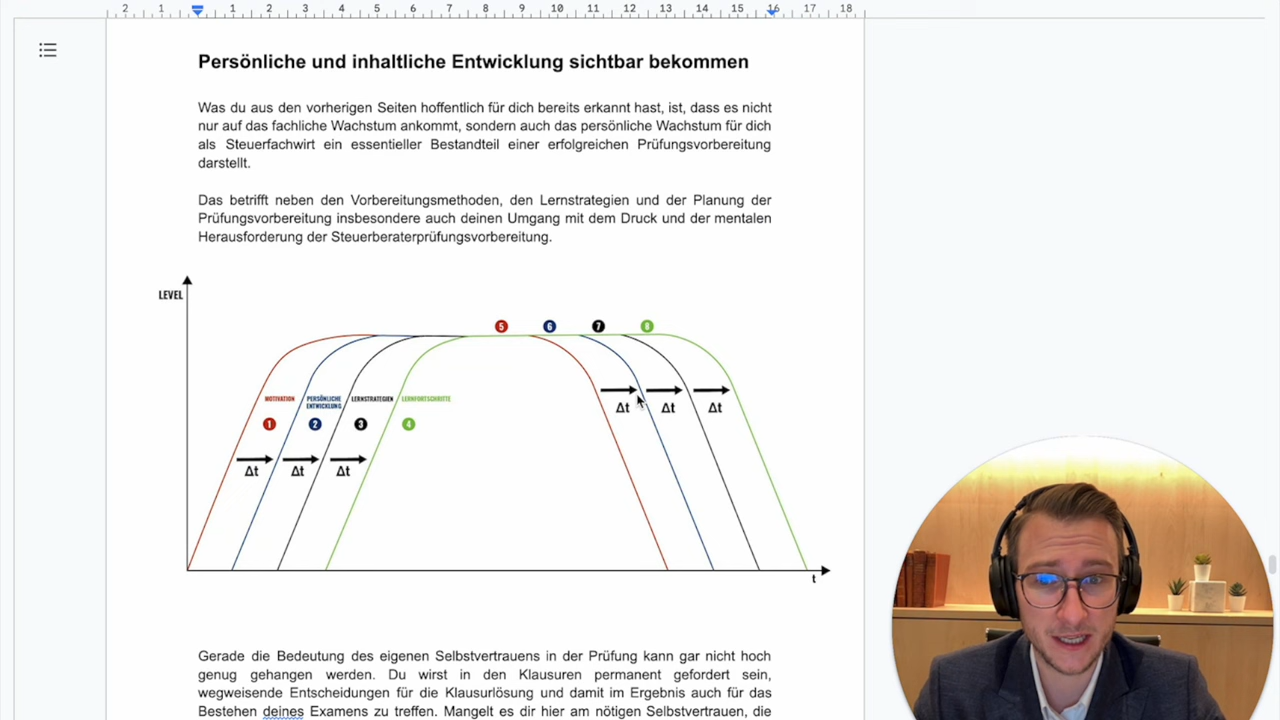 2 1 1 2 3 4 5 6 7 8 9 10 11 12 13 14 15 16 17 18
Persönliche und inhaltliche Entwicklung sichtbar bekommen
Was du aus den vorherigen Seiten hoffentlich für dich bereits erkannt hast, ist, dass es nicht
nur auf das fachliche Wachstum ankommt, sondern auch das persönliche Wachstum für dich
als Steuerfachwirt ein essentieller Bestandteil einer erfolgreichen Prüfungsvorbereitung
darstellt.
Das betrifft neben den Vorbereitungsmethoden, den Lernstrategien und der Planung der
Prüfungsvorbereitung insbesondere auch deinen Umgang mit dem Druck und der mentalen
Herausforderung der Steuerberaterprüfungsvorbereitung.
LEVEL
5 6 7 8
MOTIVATION PERSÖNLICHE LERNSTRATEGIEN LERNFORTSCHRITTE
ENTWICKLUNG
Δt Δt Δt
1 2 3 4
Δt Δt Δt
t
Gerade die Bedeutung des eigenen Selbstvertrauens in der Prüfung kann gar nicht hoch
genug gehangen werden. Du wirst in den Klausuren permanent gefordert sein,
wegweisende Entscheidungen für die Klausurlösung und damit im Ergebnis auch für das
Bestehen deines Examens zu treffen. Mangelt es dir hier am nötigen Selbstvertrauen, die